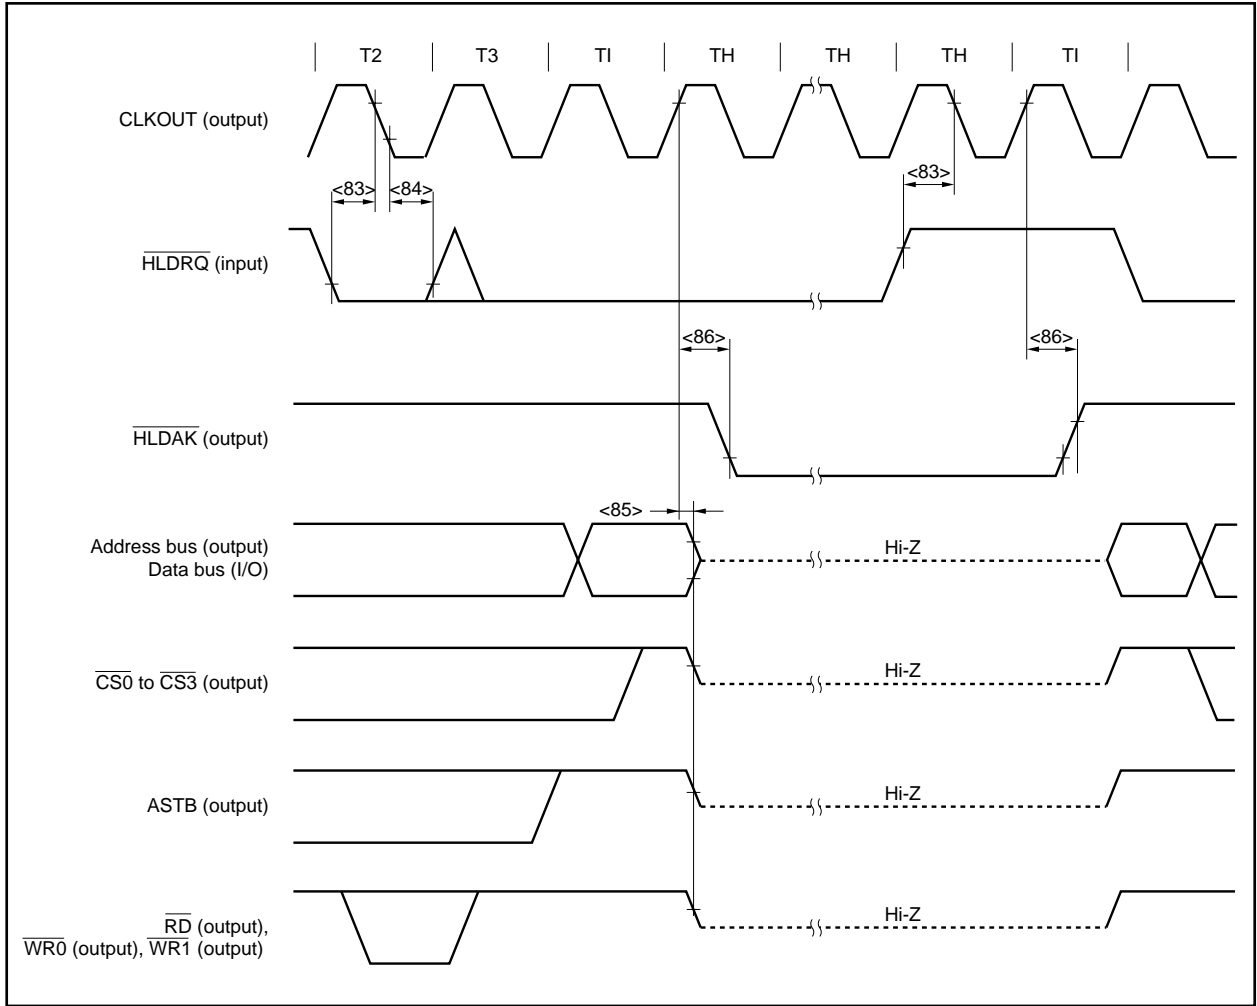 T2 T3 TI TH TH TH TI
CLKOUT (output)
<83> <84> <83>
HLDRQ (input)
<86> <86>
HLDAK (output)
<85>
Address bus (output)
Data bus (I/O)
Hi-Z
CS0 to CS3 (output)
Hi-Z
ASTB (output)
Hi-Z
RD (output),
WR0 (output), WR1 (output)
Hi-Z